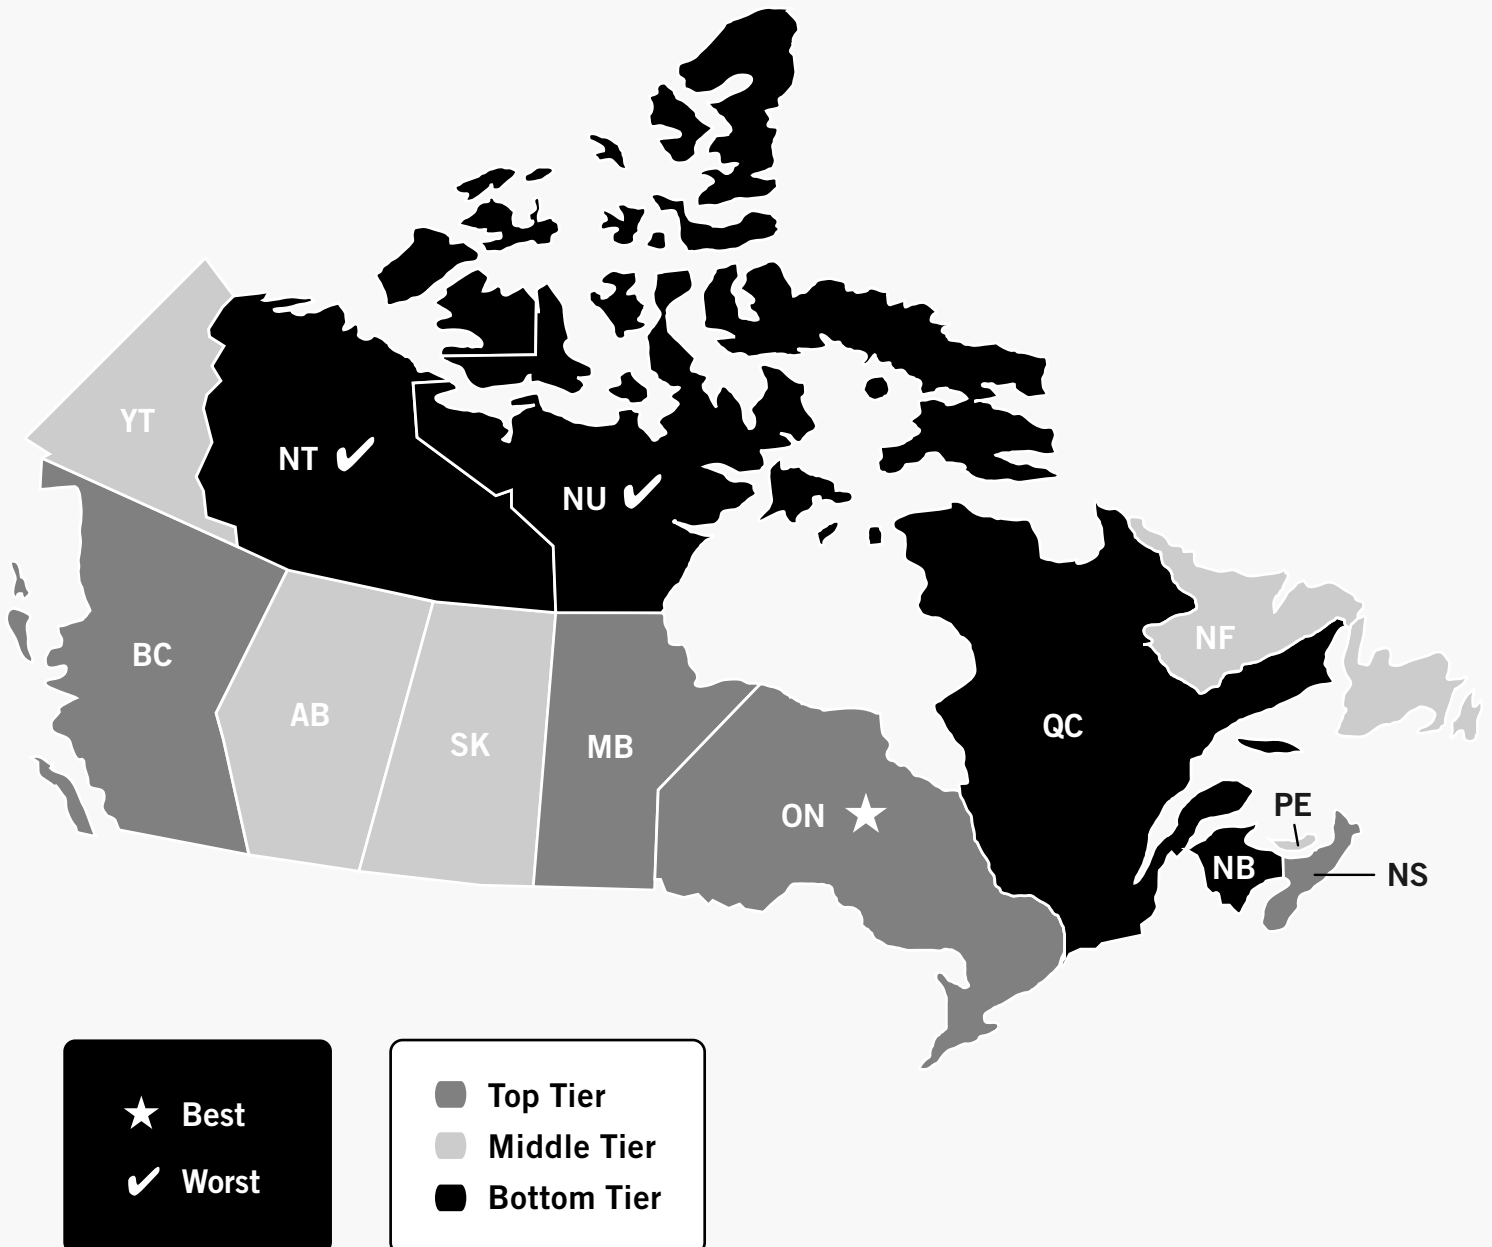 YT
NT
NU
BC
NF
AB
QC
SK
MB
PE
ON
NB
NS
Best
Worst
Top Tier
Middle Tier
Bottom Tier